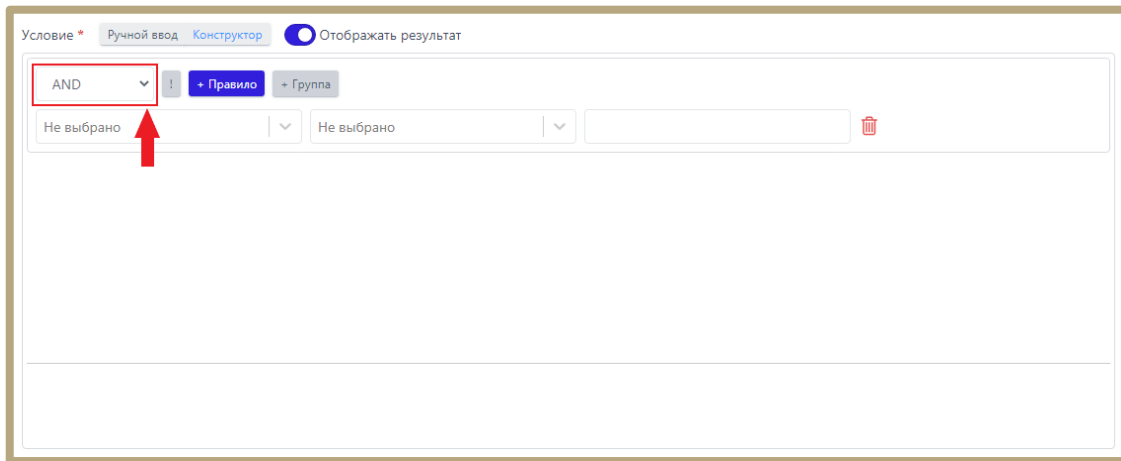 Условие * Ручной ввод Конструктор Отображать результат
AND ! + Правило + Группа
Не выбрано Не выбрано